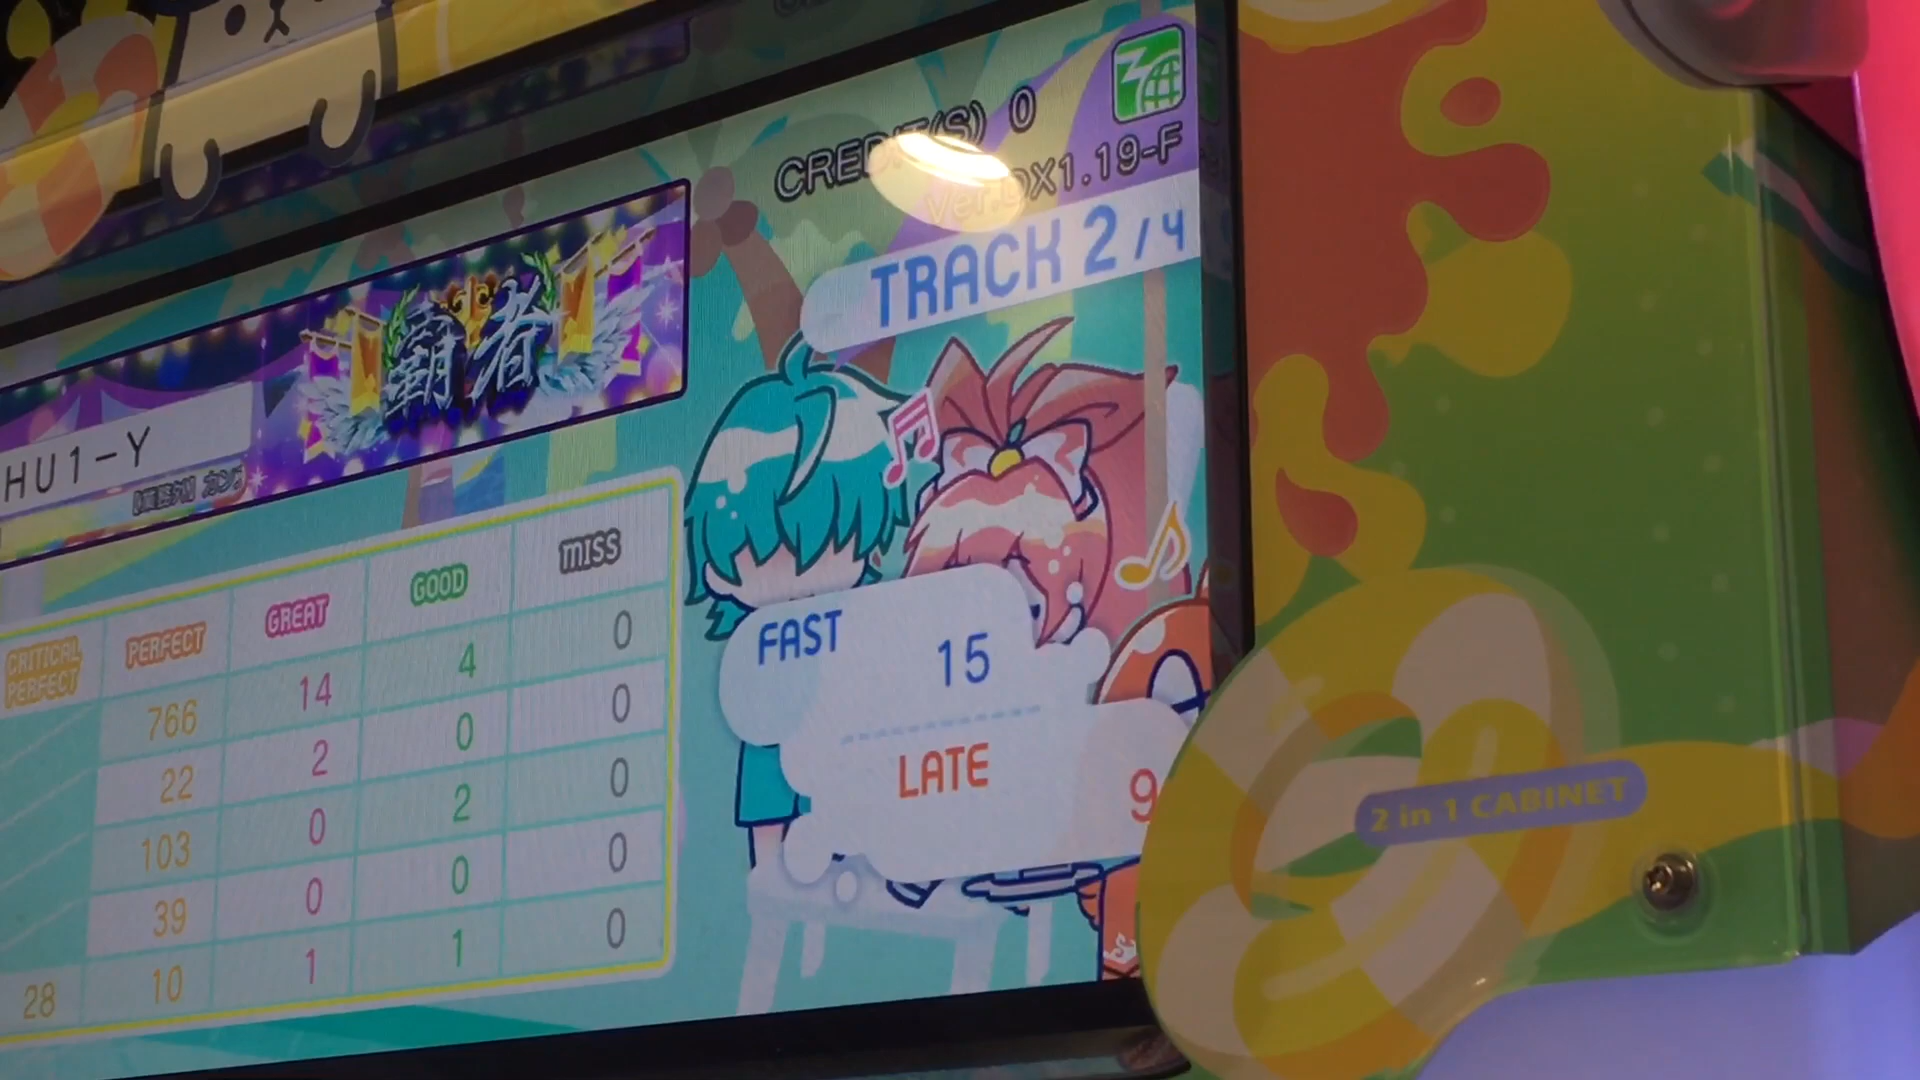 CREDIT(S) 0
ver.DX1.19-F
TRACK 2/4
覇者
HU1-Y
CRITICAL PERFECT
PERFECT
GREAT
GOOD
MISS
766 14 4 0
22 2 0 0
103 0 2 0
39 0 0 0
28 10 1 1 0
FAST 15
LATE 9
2 in 1 CABINET